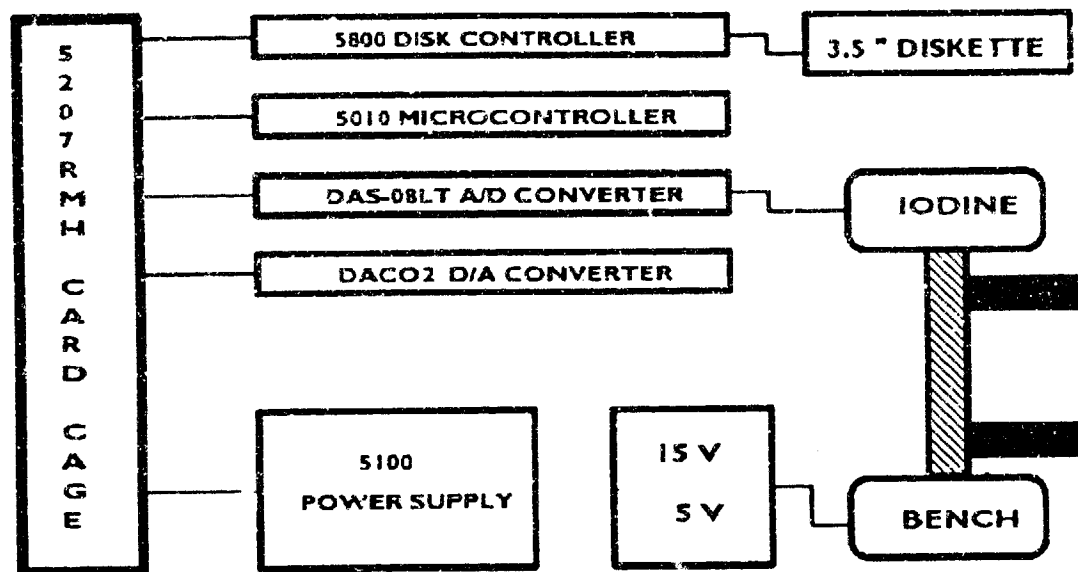 5207RMH CARD CAGE
5800 DISK CONTROLLER
3.5 " DISKETTE
5010 MICROCONTROLLER
DAS-08LT A/D CONVERTER
IODINE
DACO2 D/A CONVERTER
5100
POWER SUPPLY
15 V
5 V
BENCH